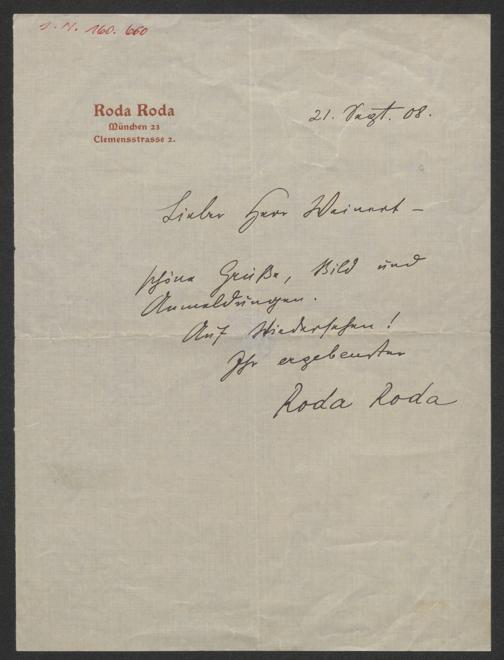 I. N. 160.660
Roda Roda
München 23
Clemensstrasse 2.
21. Sept. 08.
Lieber Herr Weinert –
schöne Grüße, Bild und
Anmeldungen.
Auf Wiedersehen!
Ihr ergebenster
Roda Roda